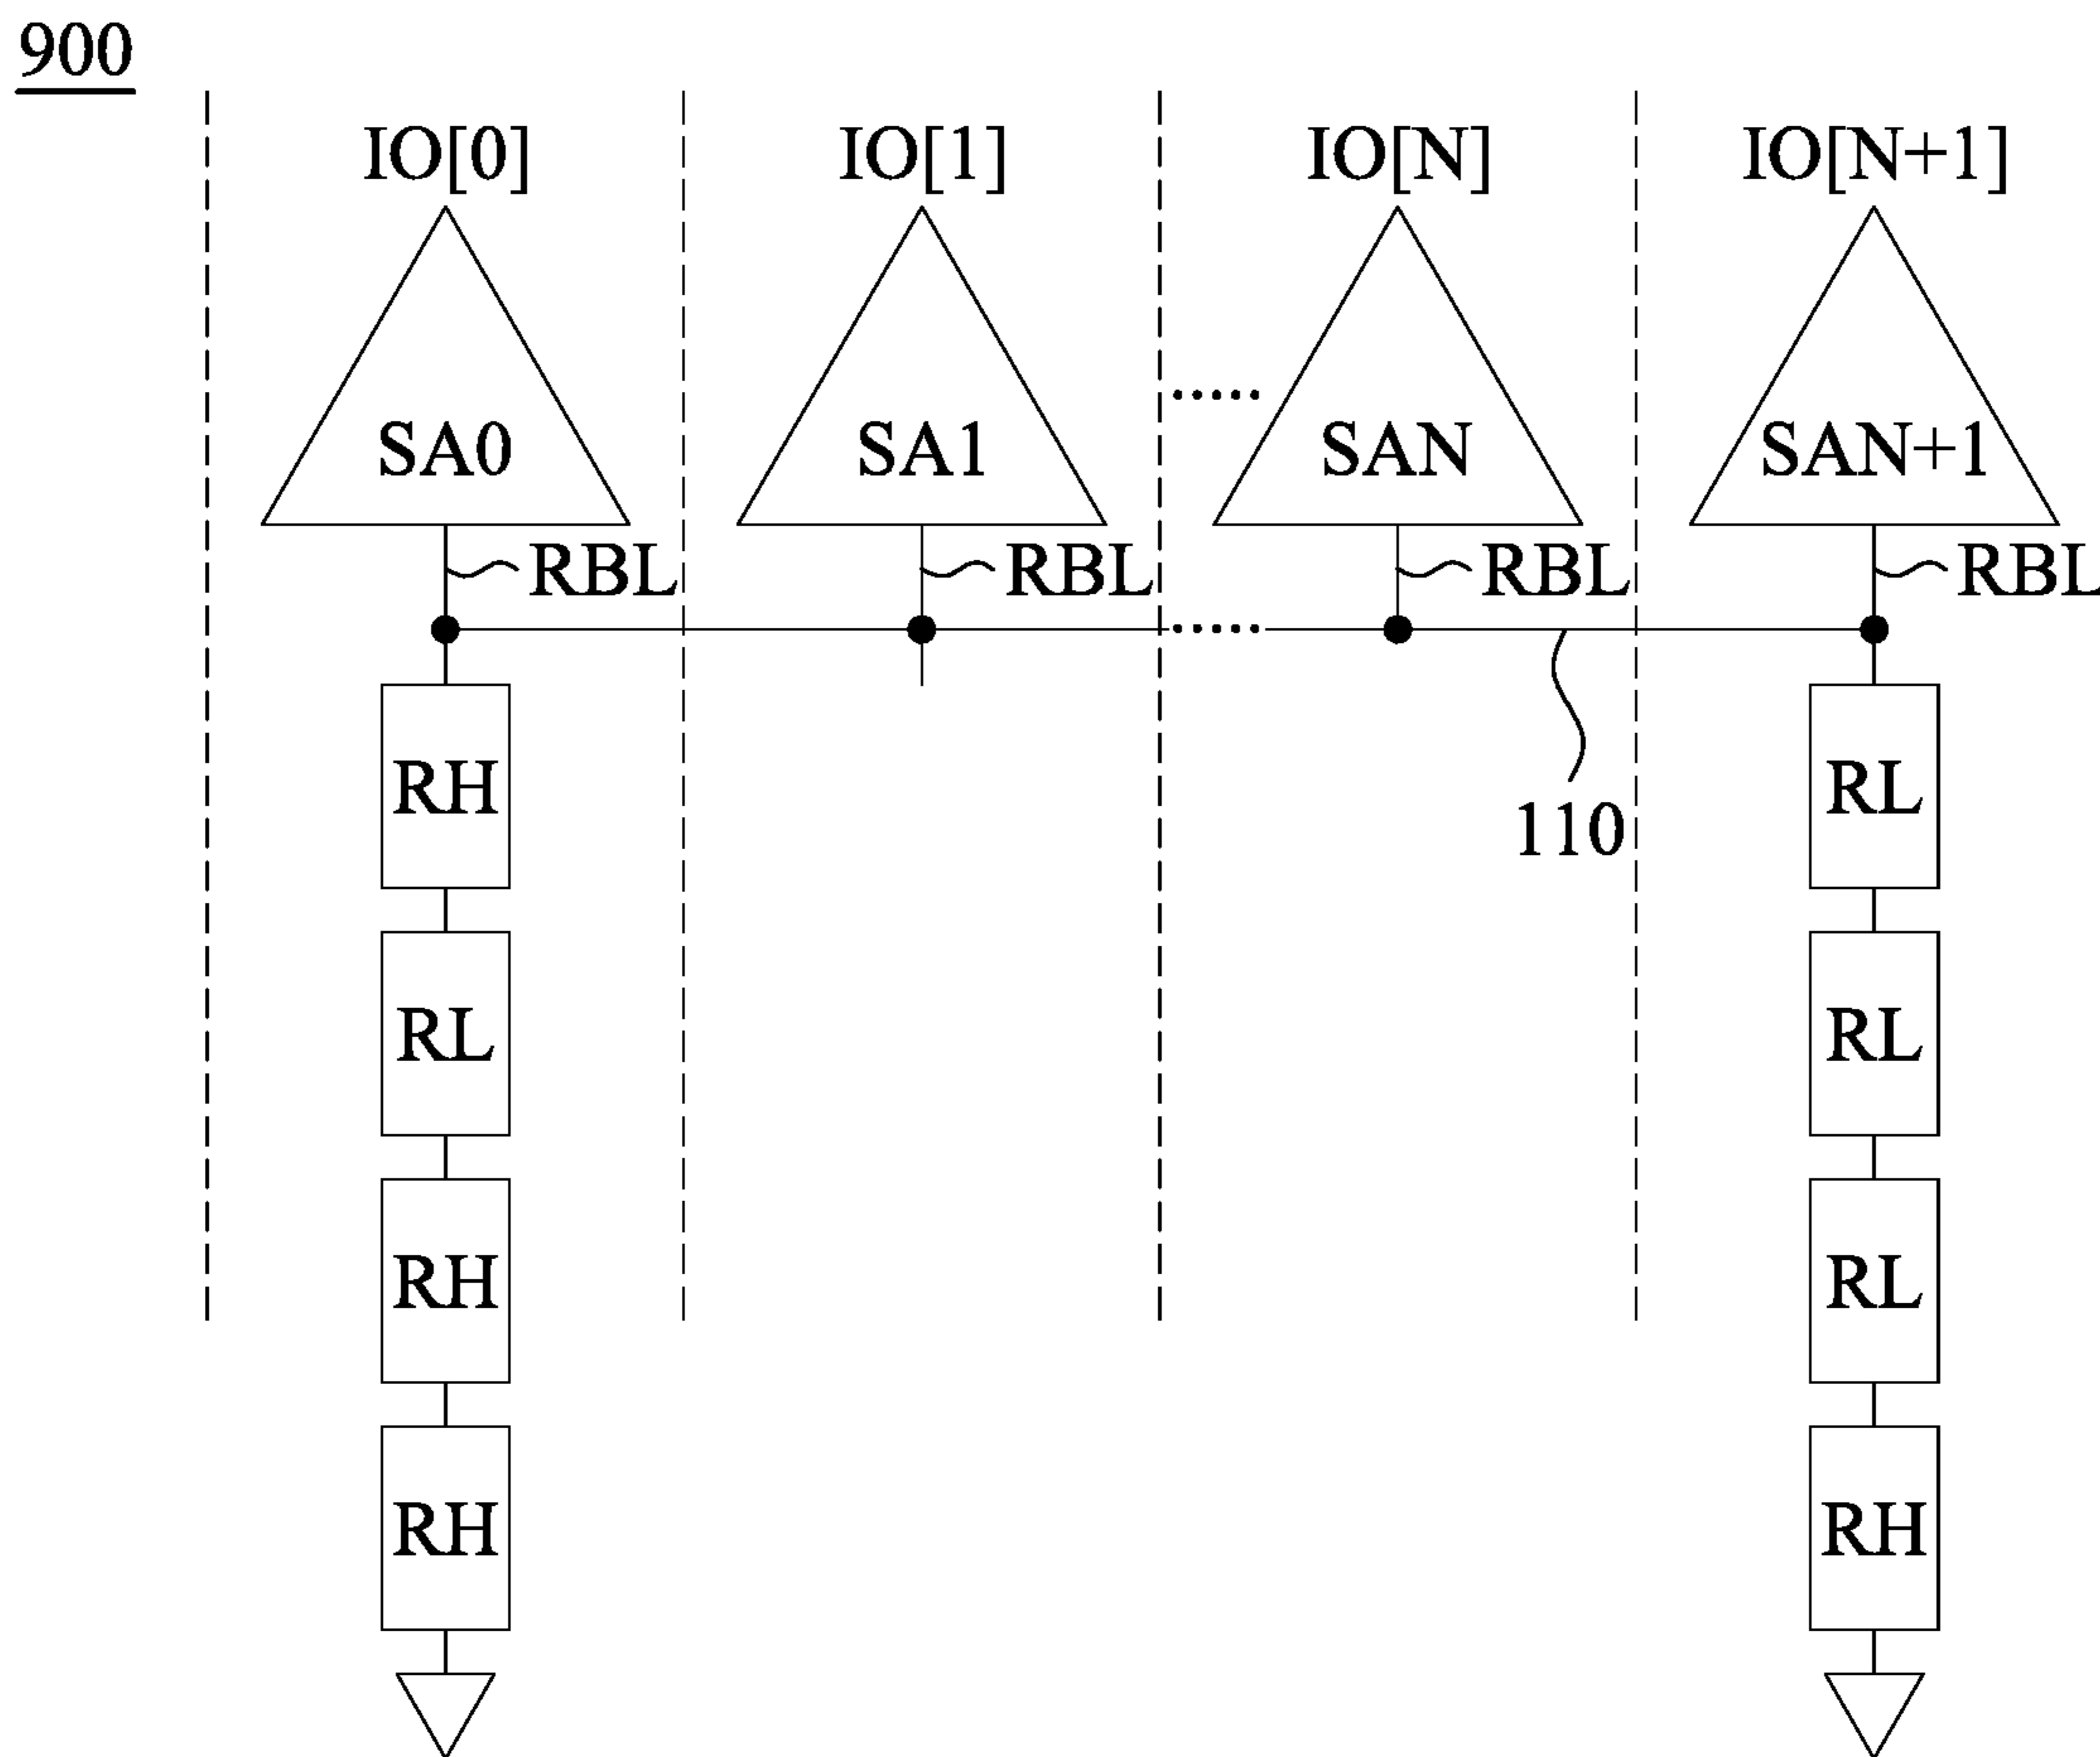 900
IO[0] IO[1] IO[N] IO[N+1]
SA0 SA1 SAN SAN+1
RBL RBL RBL RBL
RH RL
110
RL RL
RH RL
RH RH